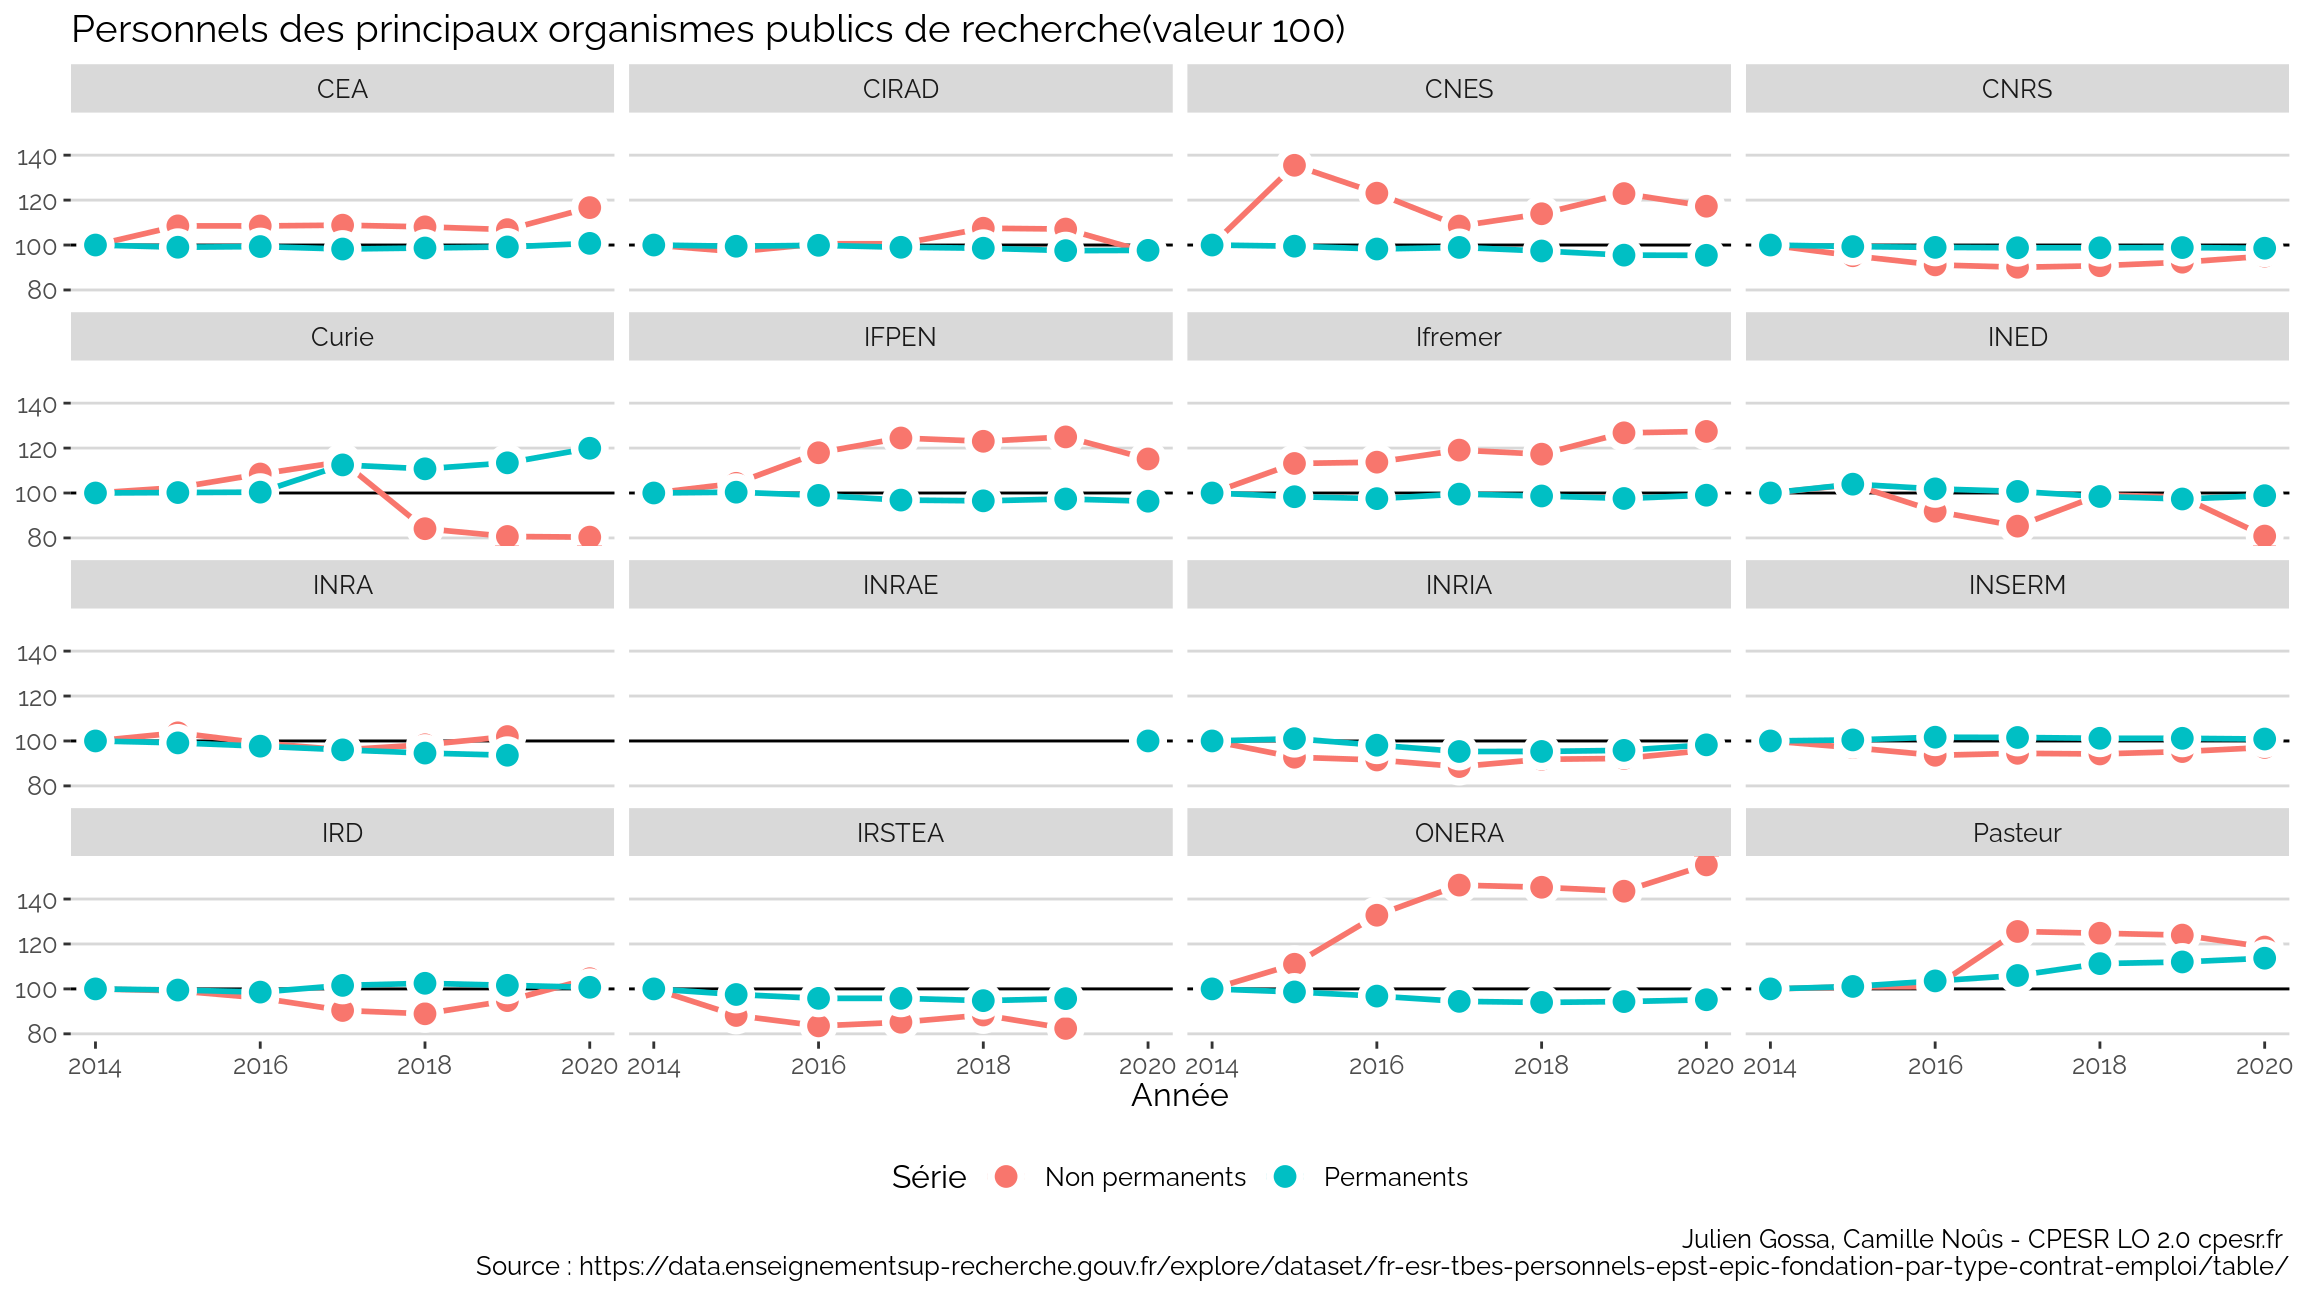 Personnels des principaux organismes publics de recherche(valeur 100)
CEA CIRAD CNES CNRS
140
120
100
80
Curie IFPEN Ifremer INED
140
120
100
80
INRA INRAE INRIA INSERM
140
120
100
80
IRD IRSTEA ONERA Pasteur
140
120
100
80
2014 2016 2018 2020 2014 2016 2018 2020 2014 2016 2018 2020 2014 2016 2018 2020
Année
Série Non permanents Permanents
Julien Gossa, Camille Noûs - CPESR LO 2.0 cpesr.fr
Source : https://data.enseignementsup-recherche.gouv.fr/explore/dataset/fr-esr-tbes-personnels-epst-epic-fondation-par-type-contrat-emploi/table/